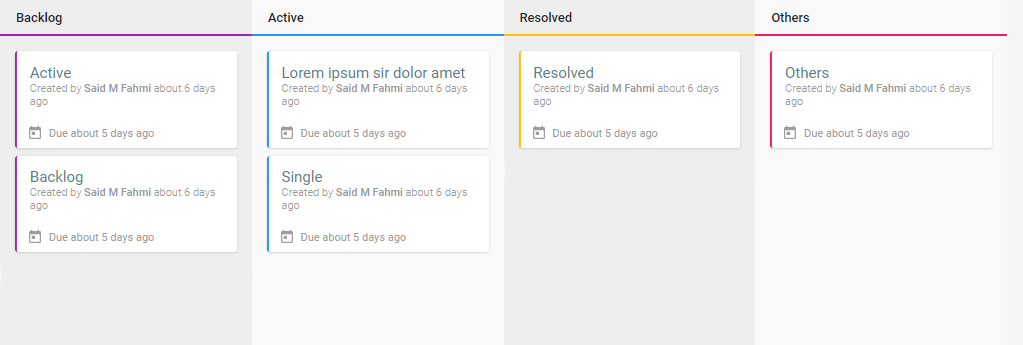 Backlog
Active
Created by Said M Fahmi about 6 days
ago
Due about 5 days ago
Backlog
Created by Said M Fahmi about 6 days
ago
Due about 5 days ago
Active
Lorem ipsum sir dolor amet
Created by Said M Fahmi about 6 days
ago
Due about 5 days ago
Single
Created by Said M Fahmi about 6 days
ago
Due about 5 days ago
Resolved
Resolved
Created by Said M Fahmi about 6 days
ago
Due about 5 days ago
Others
Others
Created by Said M Fahmi about 6 days
ago
Due about 5 days ago